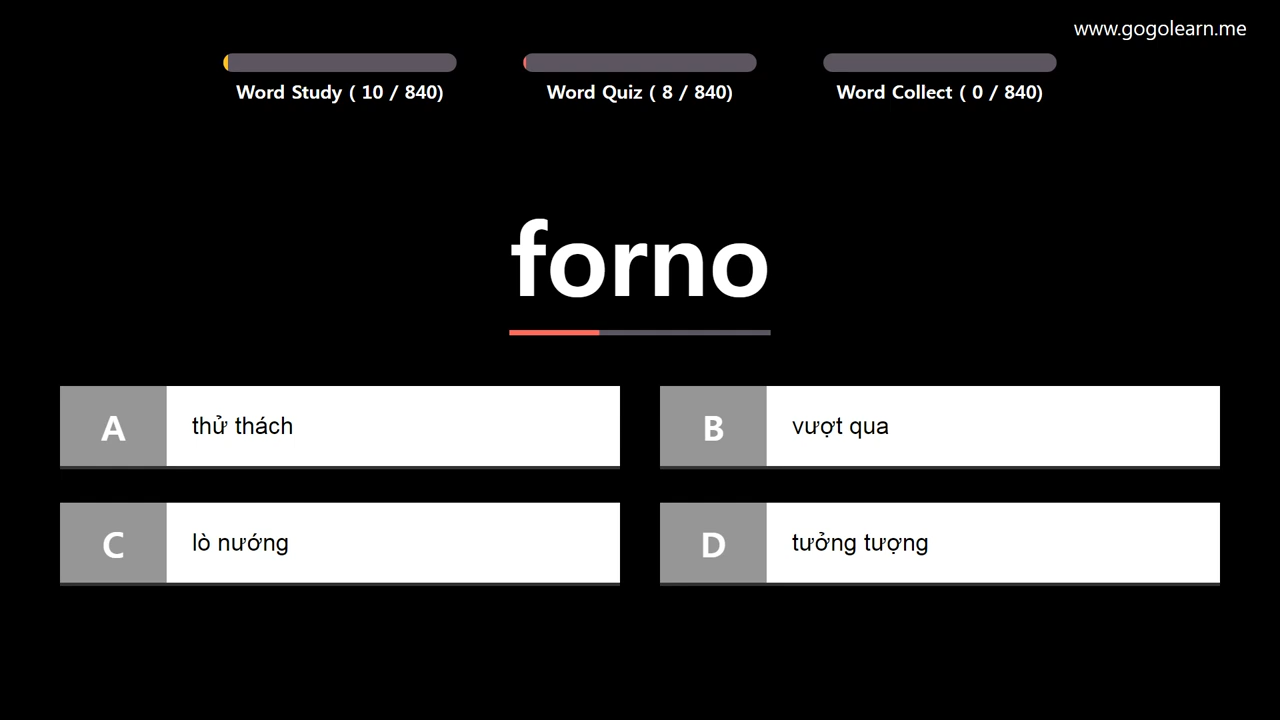 www.gogolearn.me
Word Study ( 10 / 840)
Word Quiz ( 8 / 840)
Word Collect ( 0 / 840)
forno
A
thử thách
B
vượt qua
C
lò nướng
D
tưởng tượng